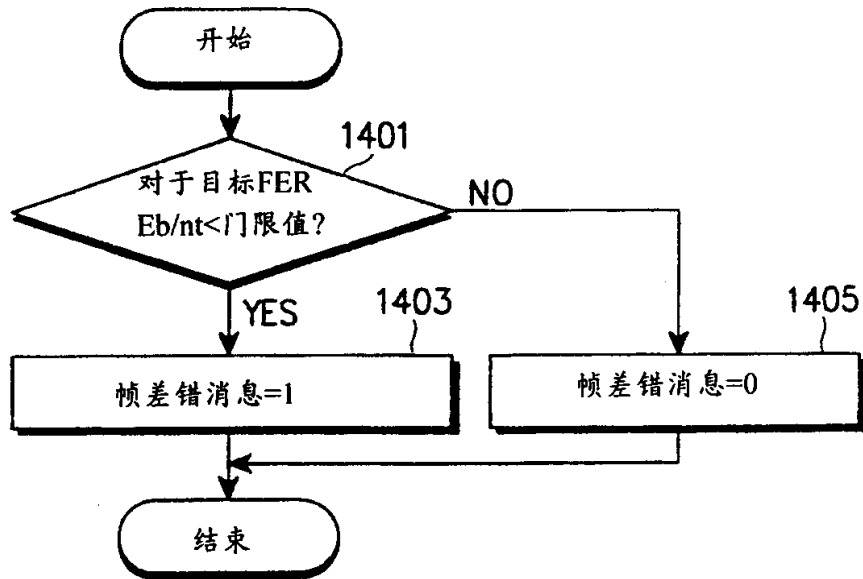 开始
1401
对于目标FER
Eb/nt<门限值?
NO
YES
1403
帧差错消息=1
1405
帧差错消息=0
结束